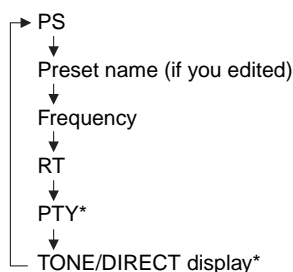 PS
Preset name (if you edited)
Frequency
RT
PTY*
TONE/DIRECT display*